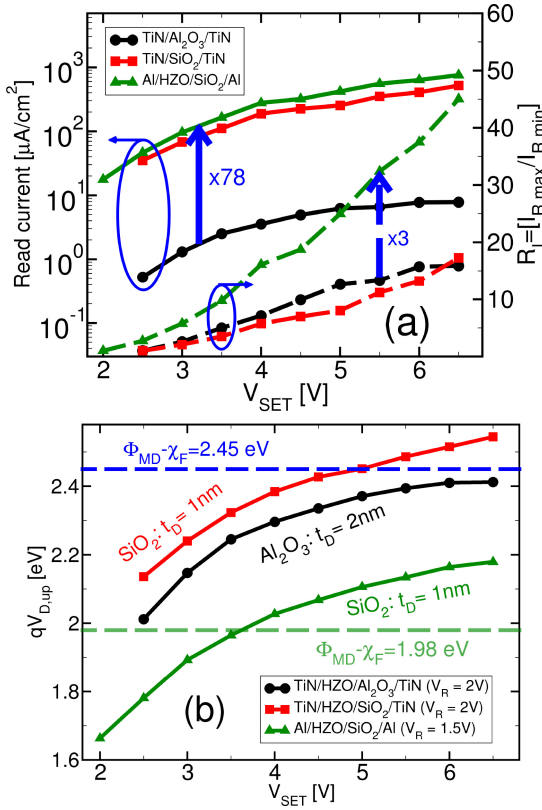 TiN/Al₂O₃/TiN
TiN/SiO₂/TiN
Al/HZO/SiO₂/Al
Read current [μA/cm²]
10³
10²
10¹
10⁰
10⁻¹
60
50
40
30
20
10
R_I=[I_R max/I_R min]
x78
x3
(a)
2 3 4 5 6
V_SET [V]
Φ_MD-χ_F=2.45 eV
SiO₂: t_D= 1nm
Al₂O₃: t_D= 2nm
SiO₂: t_D= 1nm
Φ_MD-χ_F=1.98 eV
qV_D,up [eV]
2.4
2.2
2
1.8
1.6
(b)
TiN/HZO/Al₂O₃/TiN (V_R = 2V)
TiN/HZO/SiO₂/TiN (V_R = 2V)
Al/HZO/SiO₂/Al (V_R = 1.5V)
2 3 4 5 6
V_SET [V]